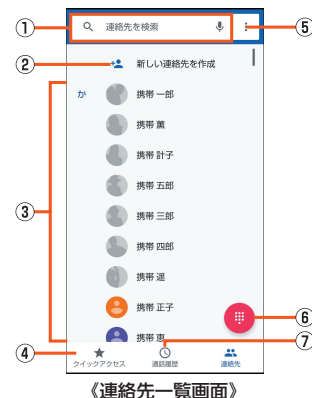 ①
連絡先を検索
⑤
②
新しい連絡先を作成
③
か
携帯 一郎
携帯 薫
携帯 計子
携帯 五郎
携帯 三郎
携帯 四郎
携帯 遥
携帯 正子
携帯 恵
⑥
④
クイックアクセス
通話履歴
連絡先
⑦
《連絡先一覧画面》